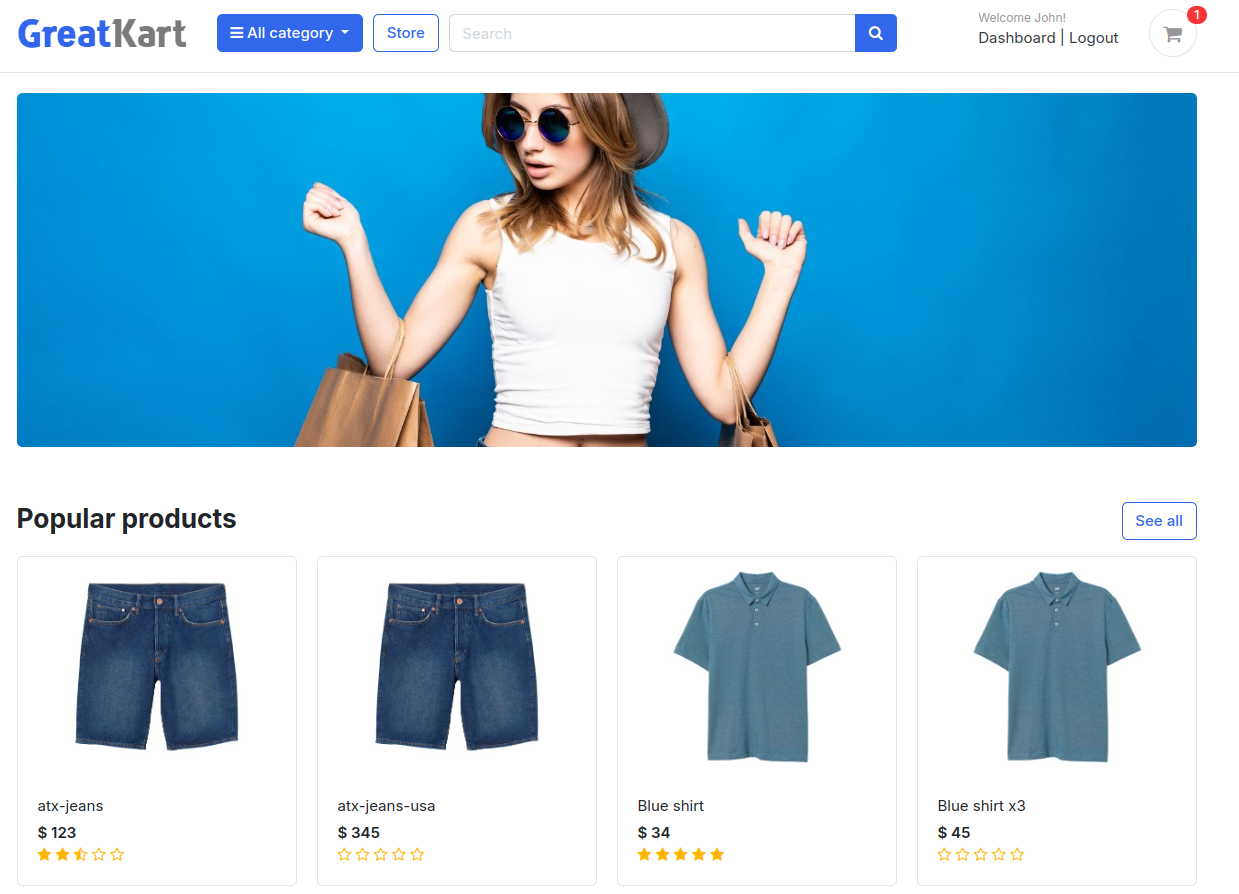 GreatKart
All category
Store
Search
Welcome John!
Dashboard | Logout
1
Popular products
See all
atx-jeans
$ 123
atx-jeans-usa
$ 345
Blue shirt
$ 34
Blue shirt x3
$ 45